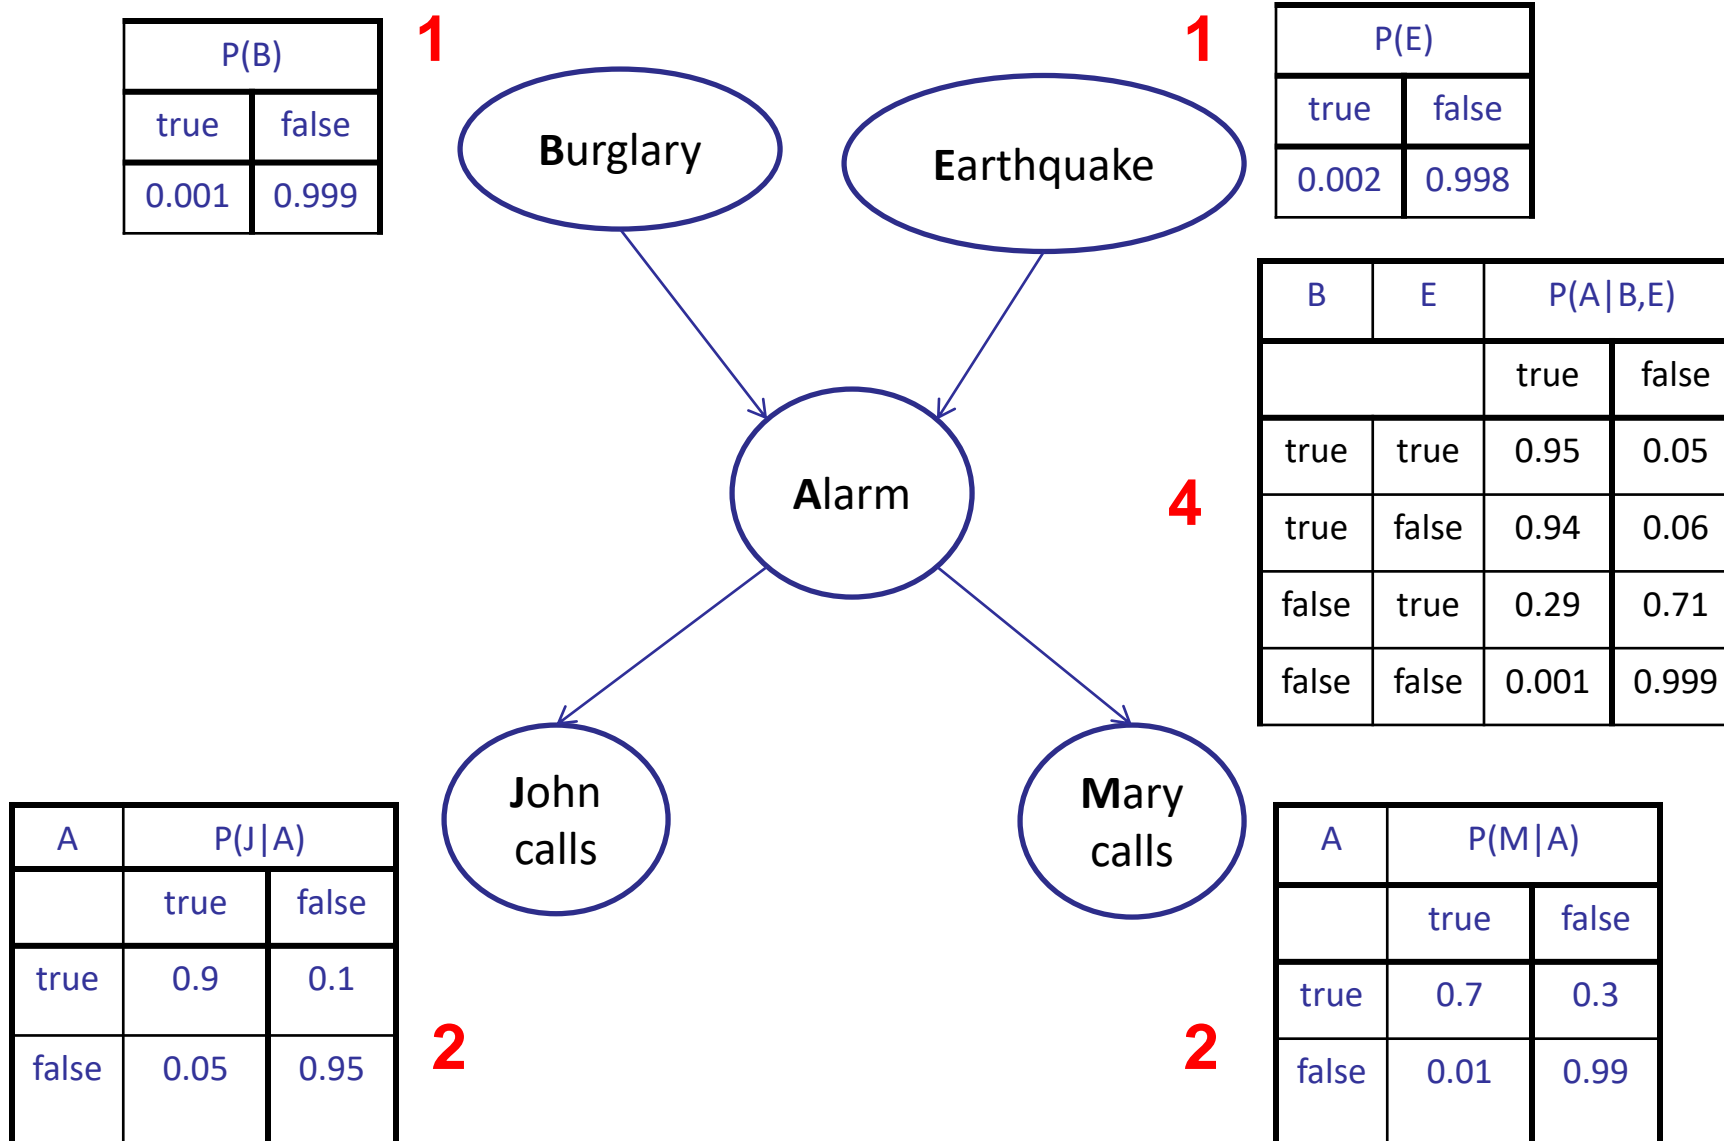 P(B)
true false
0.001 0.999
1
Burglary
1
Earthquake
P(E)
true false
0.002 0.998
B E P(A|B,E)
true false
true true 0.95 0.05
true false 0.94 0.06
false true 0.29 0.71
false false 0.001 0.999
4
Alarm
John
calls
Mary
calls
A P(J|A)
true false
true 0.9 0.1
false 0.05 0.95
2
2
A P(M|A)
true false
true 0.7 0.3
false 0.01 0.99